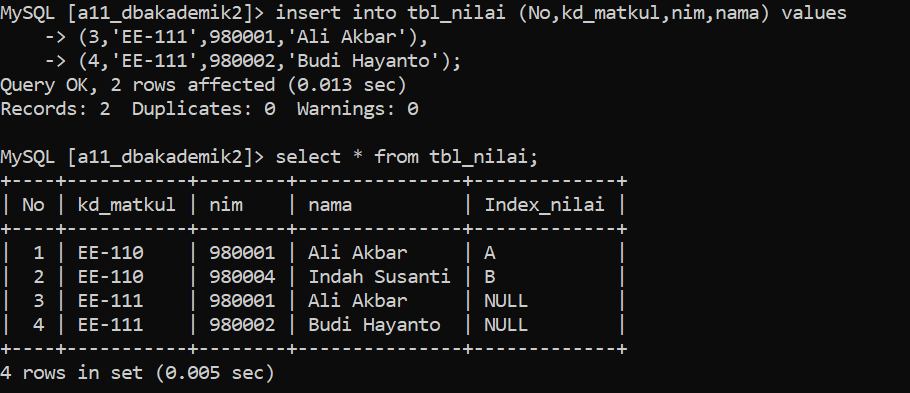 MySQL [a11_dbakademik2]> insert into tbl_nilai (No,kd_matkul,nim,nama) values
    -> (3,'EE-111',980001,'Ali Akbar'),
    -> (4,'EE-111',980002,'Budi Hayanto');
Query OK, 2 rows affected (0.013 sec)
Records: 2  Duplicates: 0  Warnings: 0

MySQL [a11_dbakademik2]> select * from tbl_nilai;
+----+-----------+--------+---------------+-------------+
| No | kd_matkul | nim    | nama          | Index_nilai |
+----+-----------+--------+---------------+-------------+
|  1 | EE-110    | 980001 | Ali Akbar     | A           |
|  2 | EE-110    | 980004 | Indah Susanti | B           |
|  3 | EE-111    | 980001 | Ali Akbar     | NULL        |
|  4 | EE-111    | 980002 | Budi Hayanto  | NULL        |
+----+-----------+--------+---------------+-------------+
4 rows in set (0.005 sec)